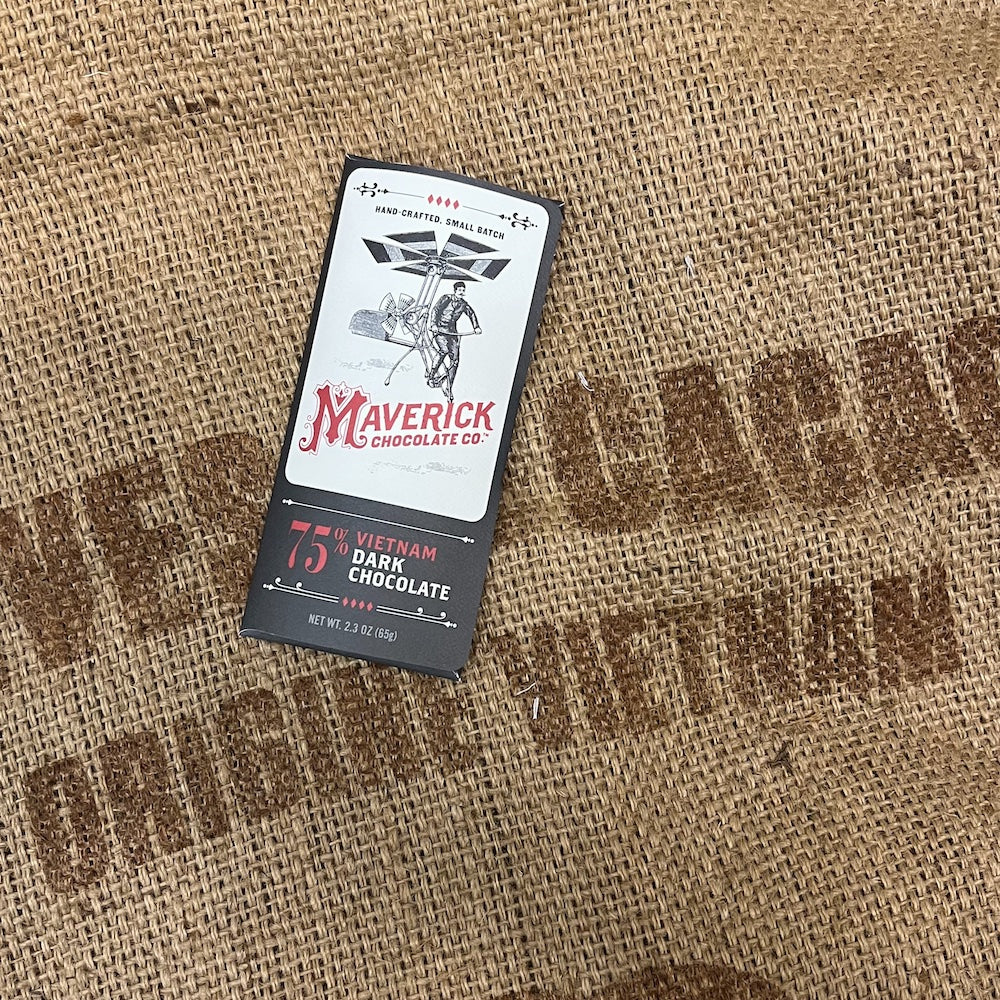 HAND-CRAFTED, SMALL BATCH
MAVERICK
CHOCOLATE CO.™
75% VIETNAM
DARK
CHOCOLATE
NET WT. 2.3 OZ (65g)
ORIGIN VIETNAM